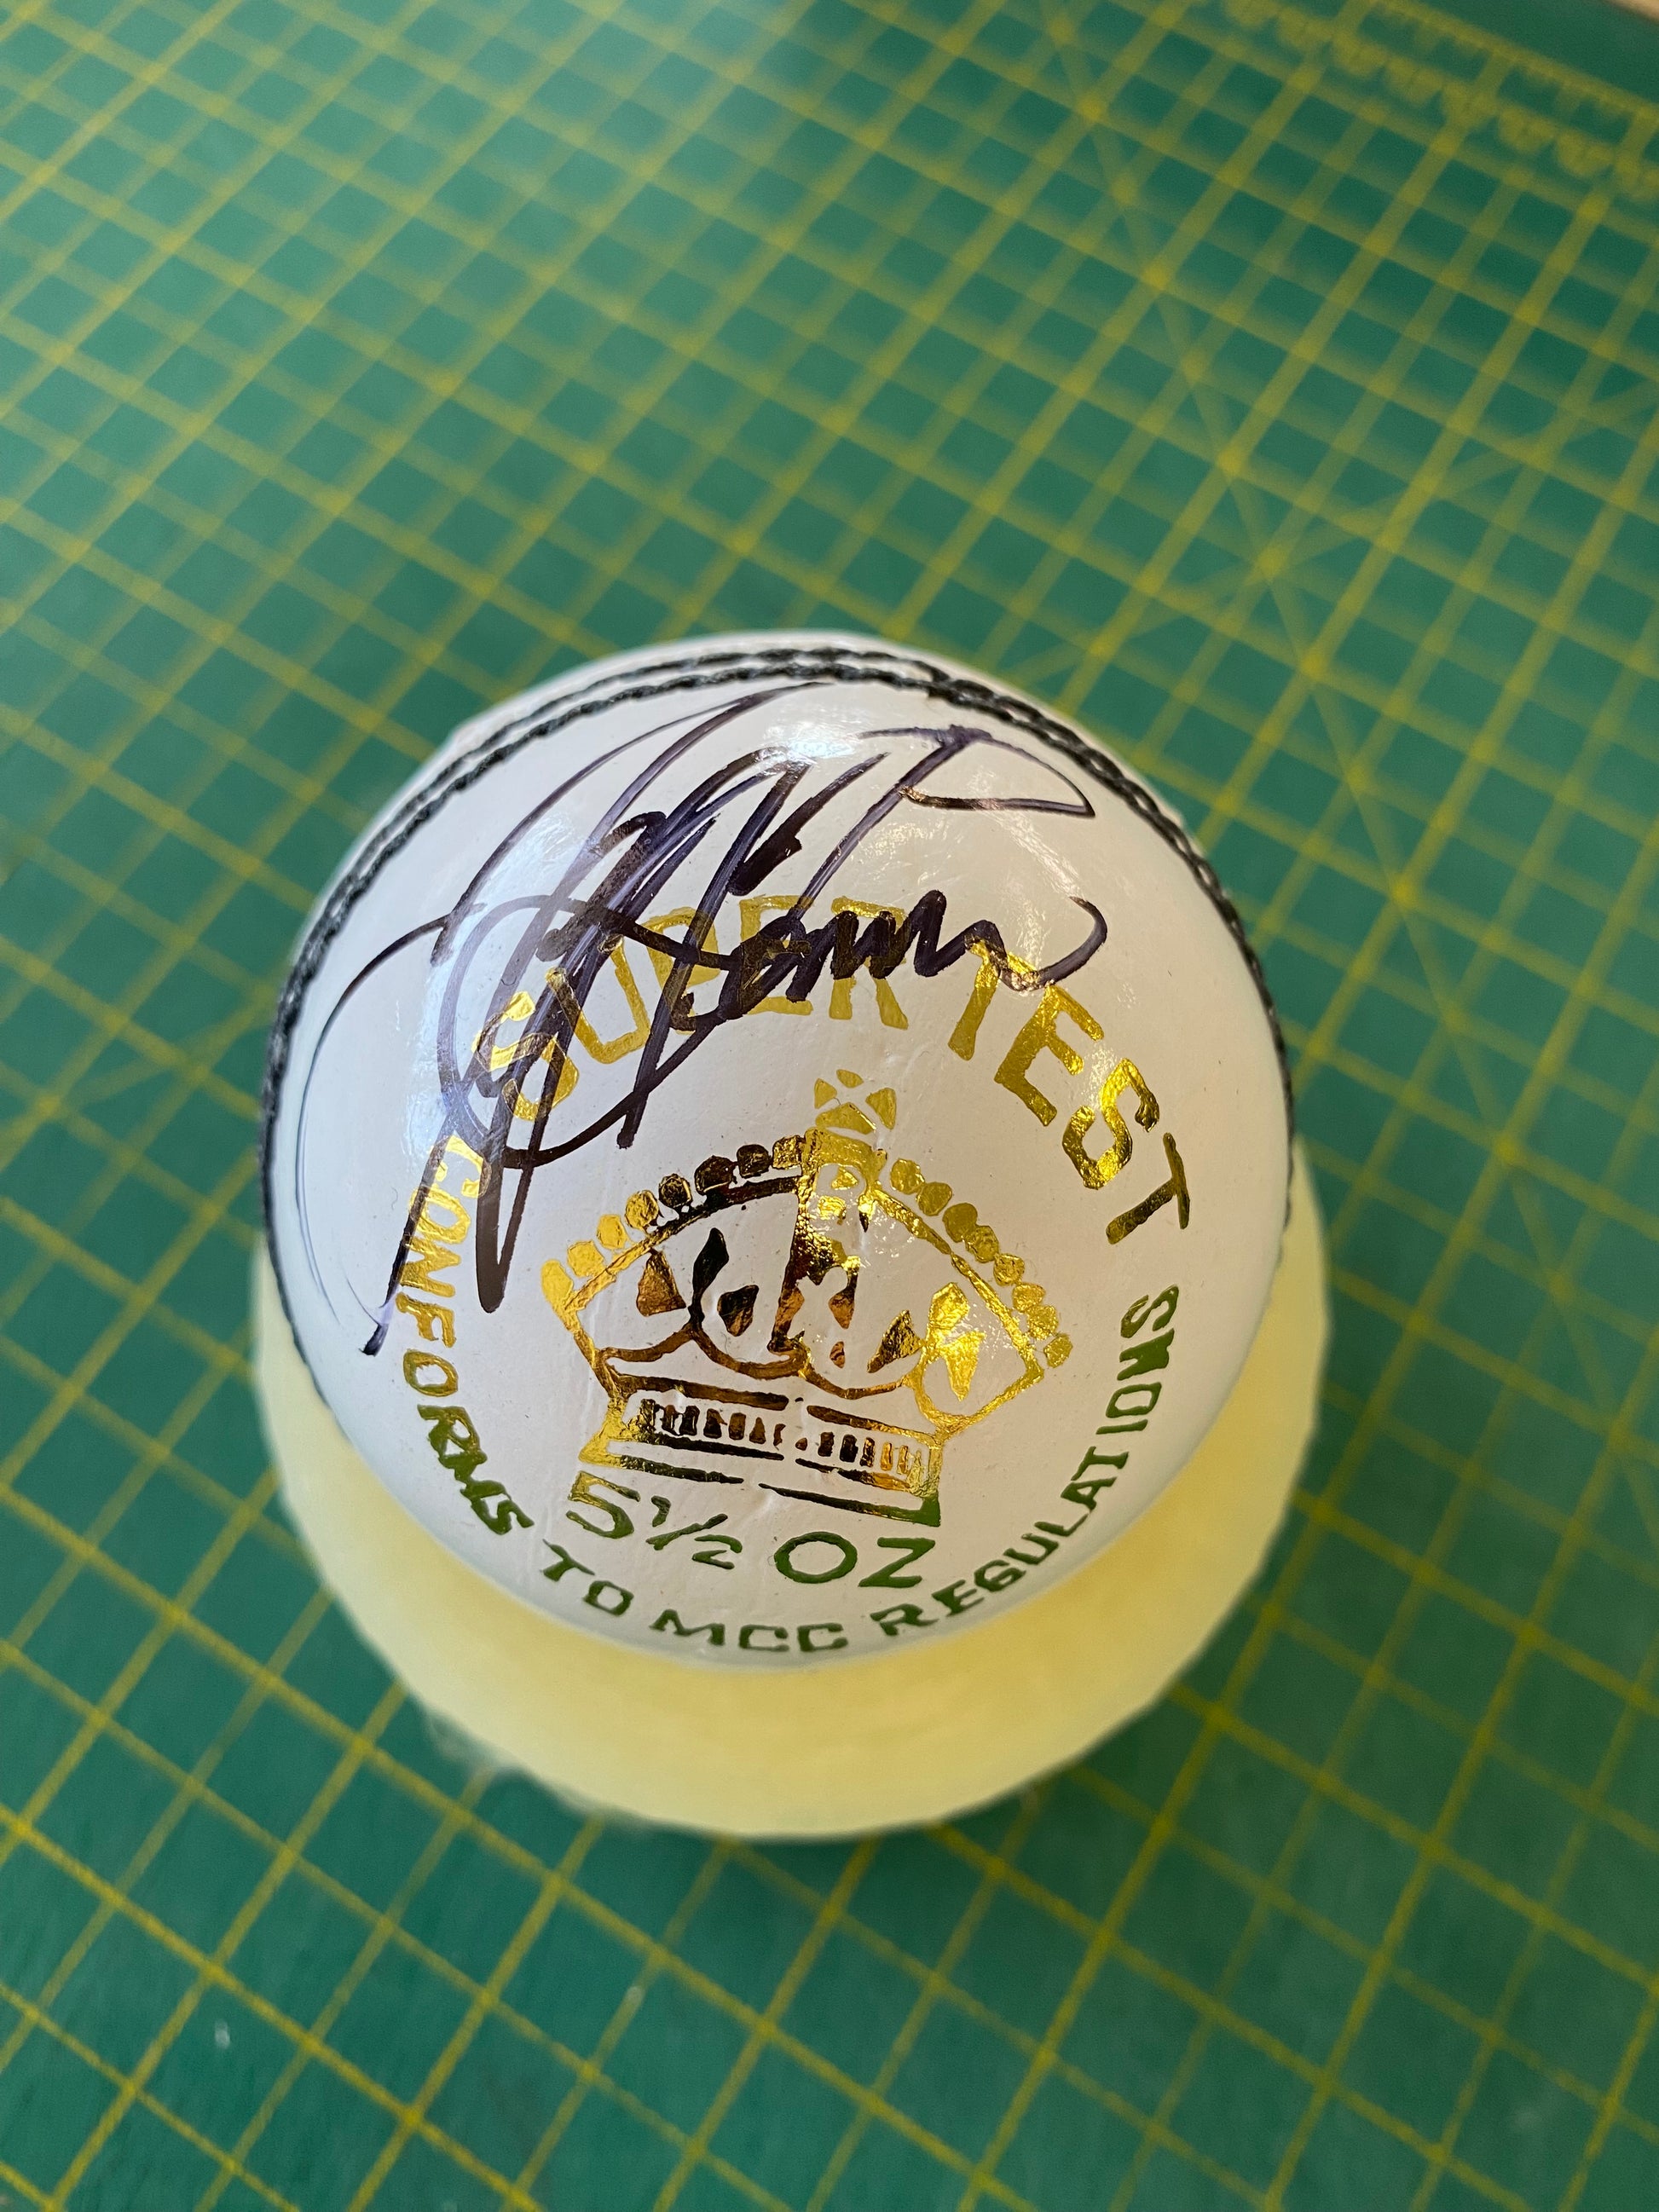 SUPER TEST
5½ OZ
CONFORMS TO MCC REGULATIONS